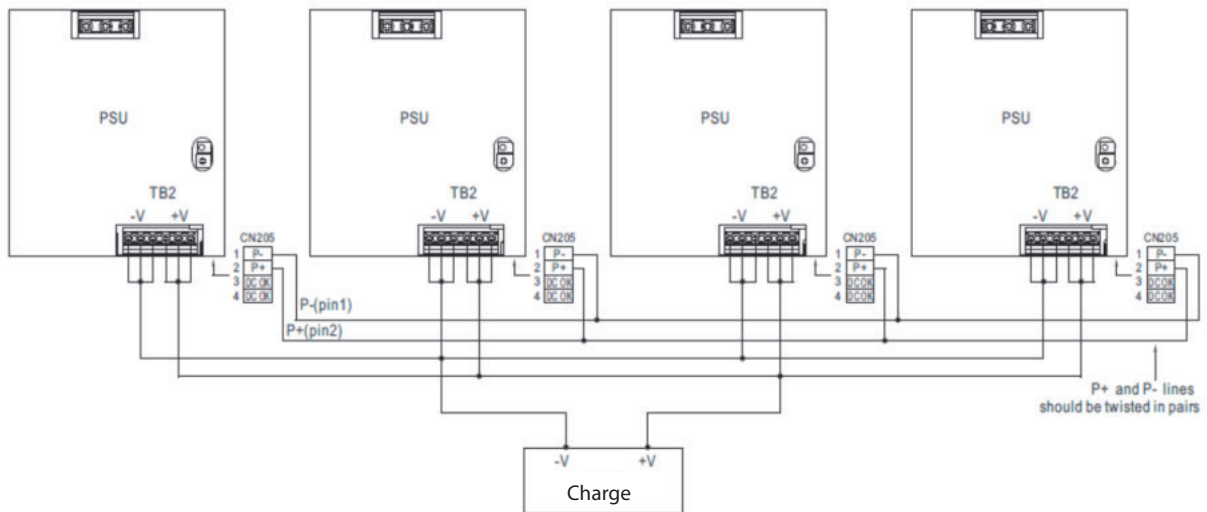 PSU PSU PSU PSU
TB2 TB2 TB2 TB2
-V +V -V +V -V +V -V +V
CN205 CN205 CN205 CN205
1 P- 1 P- 1 P- 1 P-
2 P+ 2 P+ 2 P+ 2 P+
3 DC OK 3 DC OK 3 DC OK 3 DC OK
4 DC OK 4 DC OK 4 DC OK 4 DC OK
P-(pin1)
P+(pin2)
P+ and P- lines
should be twisted in pairs
-V +V
Charge